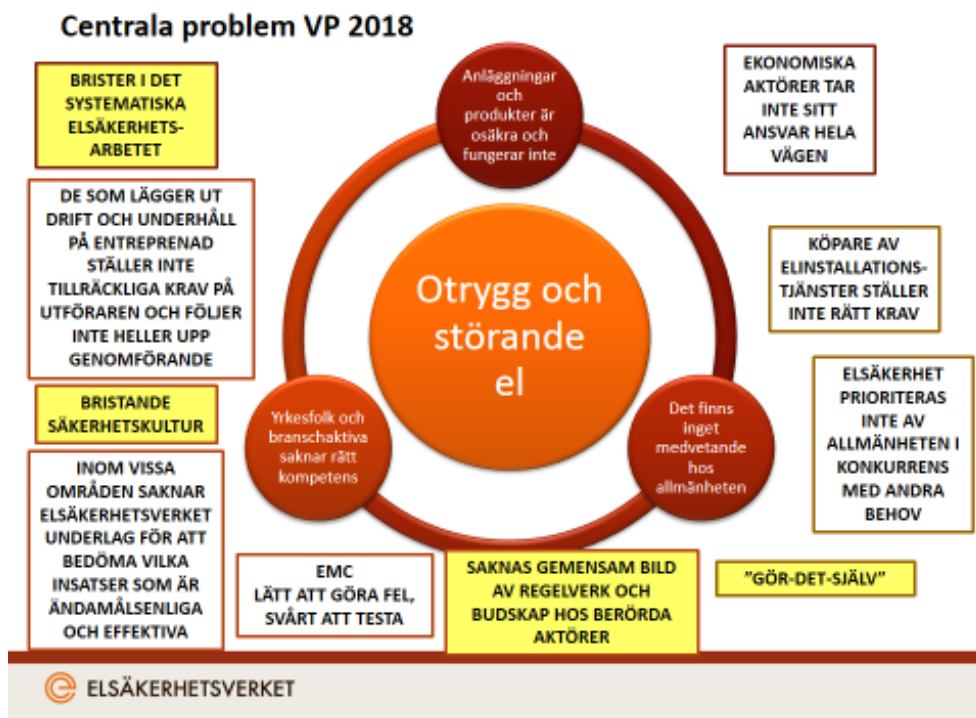 Centrala problem VP 2018
BRISTER I DET
SYSTEMATISKA
ELSÄKERHETS-
ARBETET
DE SOM LÄGGER UT
DRIFT OCH UNDERHÅLL
PÅ ENTREPRENAD
STÄLLER INTE
TILLRÄCKLIGA KRAV PÅ
UTFÖRAREN OCH FÖLJER
INTE HELLER UPP
GENOMFÖRANDE
BRISTANDE
SÄKERHETSKULTUR
INOM VISSA
OMRÅDEN SAKNAR
ELSÄKERHETSVERKET
UNDERLAG FÖR ATT
BEDÖMA VILKA
INSATSER SOM ÄR
ÄNDAMÅLSENLIGA
OCH EFFEKTIVA
Anläggningar
och
produkter är
osäkra och
fungerar inte
Otrygg och
störande
el
Yrkesfolk och
branschaktiva
saknar rätt
kompetens
Det finns
inget
medvetande
hos
allmänheten
EKONOMISKA
AKTÖRER TAR
INTE SITT
ANSVAR HELA
VÄGEN
KÖPARE AV
ELINSTALLATIONS-
TJÄNSTER STÄLLER
INTE RÄTT KRAV
ELSÄKERHET
PRIORITERAS
INTE AV
ALLMÄNHETEN I
KONKURRENS
MED ANDRA
BEHOV
EMC
LÄTT ATT GÖRA FEL,
SVÅRT ATT TESTA
SAKNAS GEMENSAM BILD
AV REGELVERK OCH
BUDSKAP HOS BERÖRDA
AKTÖRER
”GÖR-DET-SJÄLV”
ELSÄKERHETSVERKET